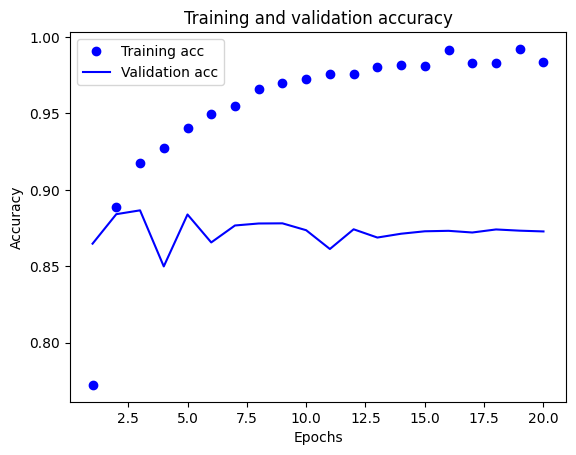 Training and validation accuracy
Training acc
Validation acc
1.00
0.95
0.90
0.85
0.80
Accuracy
2.5 5.0 7.5 10.0 12.5 15.0 17.5 20.0
Epochs